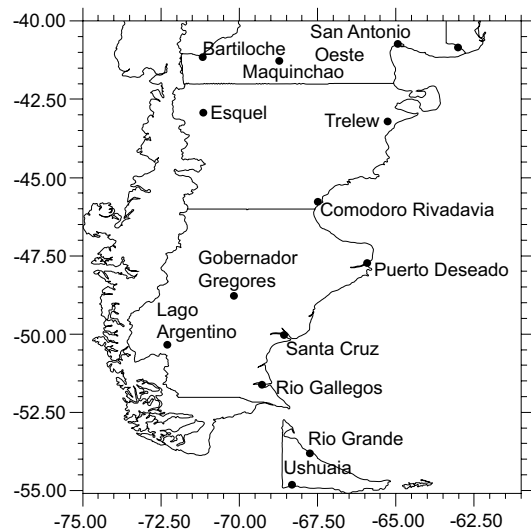 -40.00
San Antonio
Oeste
Bartiloche
Maquinchao
-42.50
Esquel
Trelew
-45.00
Comodoro Rivadavia
-47.50
Gobernador
Gregores
Puerto Deseado
Lago
Argentino
-50.00
Santa Cruz
Rio Gallegos
-52.50
Rio Grande
Ushuaia
-55.00
-75.00 -72.50 -70.00 -67.50 -65.00 -62.50